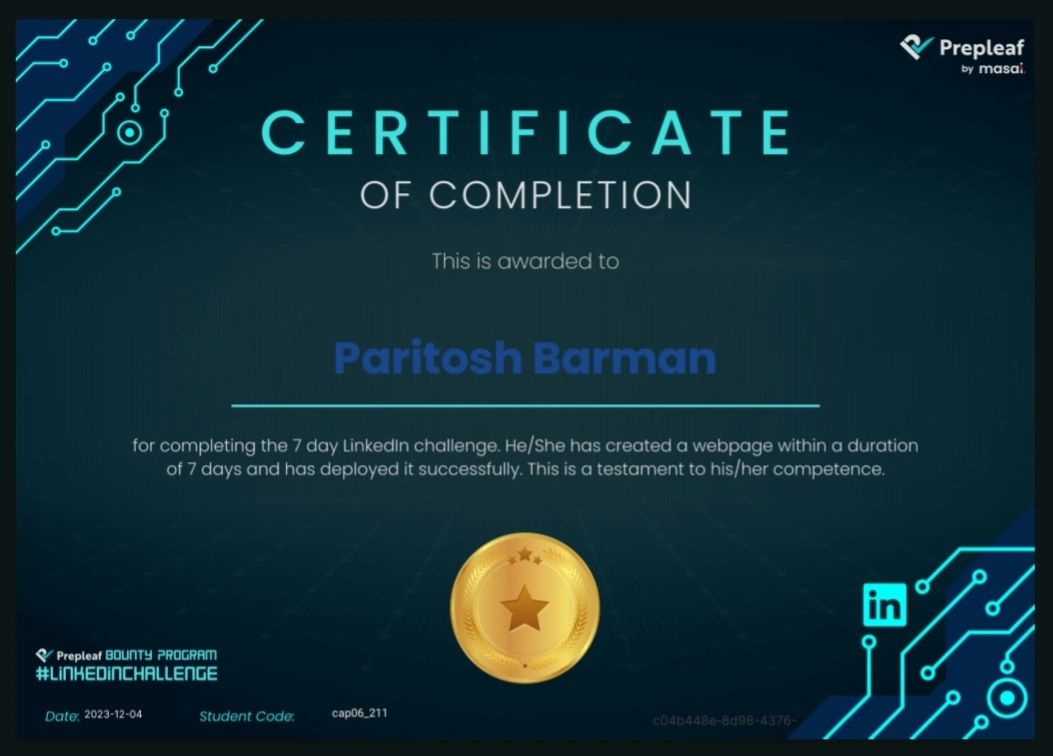 Prepleaf
by masai.
CERTIFICATE
OF COMPLETION
This is awarded to
Paritosh Barman
for completing the 7 day LinkedIn challenge. He/She has created a webpage within a duration
of 7 days and has deployed it successfully. This is a testament to his/her competence.
in
Prepleaf BOUNTY PROGRAM
#LINKEDINCHALLENGE
Date: 2023-12-04 Student Code: cap06_211
c04b448e-8d98-4376-